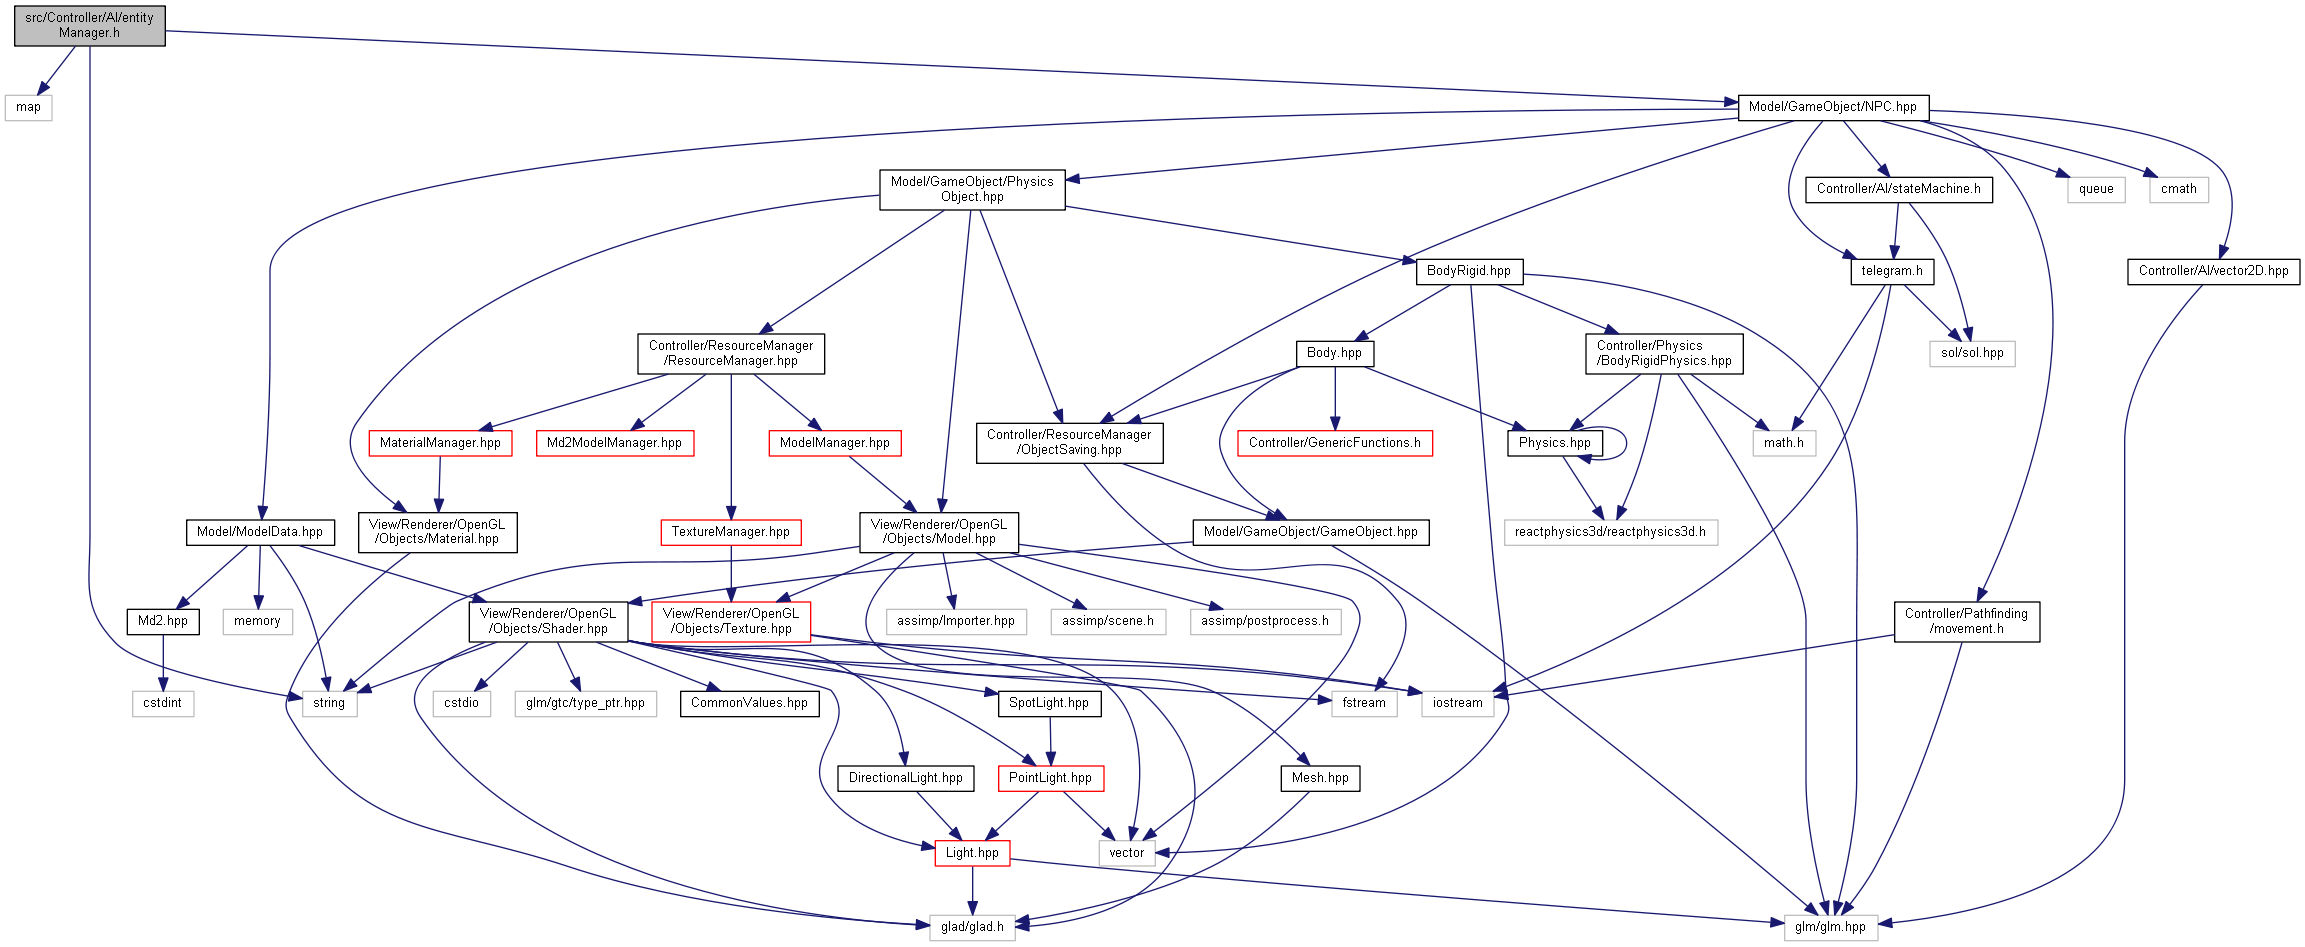 src/Controller/AI/entity
Manager.h
map
Model/GameObject/NPC.hpp
Model/GameObject/Physics
Object.hpp
Controller/AI/stateMachine.h
queue
cmath
BodyRigid.hpp
telegram.h
Controller/AI/vector2D.hpp
Controller/ResourceManager
/ResourceManager.hpp
Body.hpp
Controller/Physics
/BodyRigidPhysics.hpp
sol/sol.hpp
MaterialManager.hpp
Md2ModelManager.hpp
ModelManager.hpp
Controller/ResourceManager
/ObjectSaving.hpp
Controller/GenericFunctions.h
Physics.hpp
math.h
Model/ModelData.hpp
View/Renderer/OpenGL
/Objects/Material.hpp
TextureManager.hpp
View/Renderer/OpenGL
/Objects/Model.hpp
Model/GameObject/GameObject.hpp
reactphysics3d/reactphysics3d.h
Md2.hpp
memory
View/Renderer/OpenGL
/Objects/Shader.hpp
View/Renderer/OpenGL
/Objects/Texture.hpp
assimp/Importer.hpp
assimp/scene.h
assimp/postprocess.h
Controller/Pathfinding
/movement.h
cstdint
string
cstdio
glm/gtc/type_ptr.hpp
CommonValues.hpp
SpotLight.hpp
fstream
iostream
DirectionalLight.hpp
PointLight.hpp
Mesh.hpp
Light.hpp
vector
glad/glad.h
glm/glm.hpp